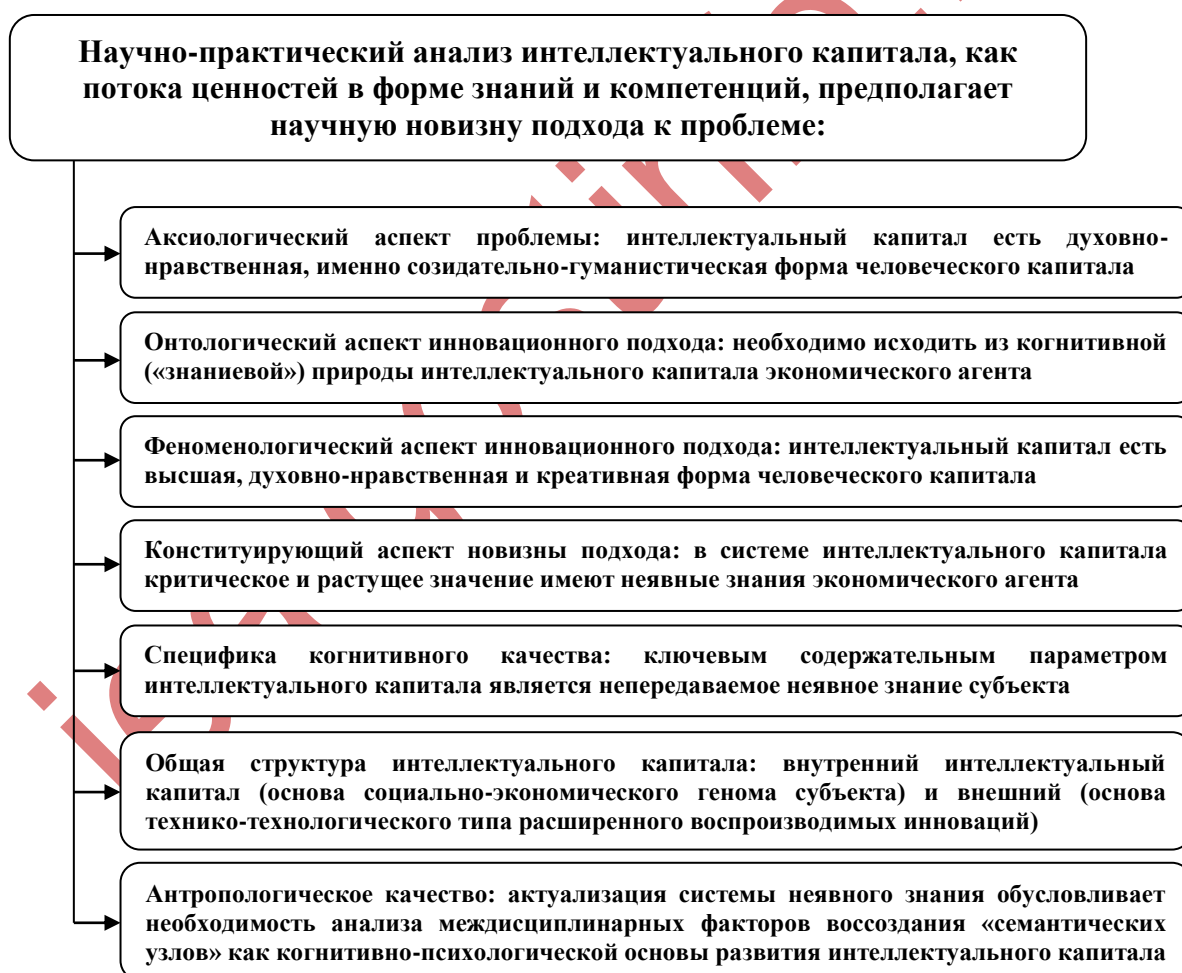 Научно-практический анализ интеллектуального капитала, как
потока ценностей в форме знаний и компетенций, предполагает
научную новизну подхода к проблеме:
Аксиологический аспект проблемы: интеллектуальный капитал есть духовно-
нравственная, именно созидательно-гуманистическая форма человеческого капитала
Онтологический аспект инновационного подхода: необходимо исходить из когнитивной
(«знаниевой») природы интеллектуального капитала экономического агента
Феноменологический аспект инновационного подхода: интеллектуальный капитал есть
высшая, духовно-нравственная и креативная форма человеческого капитала
Конституирующий аспект новизны подхода: в системе интеллектуального капитала
критическое и растущее значение имеют неявные знания экономического агента
Специфика когнитивного качества: ключевым содержательным параметром
интеллектуального капитала является непередаваемое неявное знание субъекта
Общая структура интеллектуального капитала: внутренний интеллектуальный
капитал (основа социально-экономического генома субъекта) и внешний (основа
технико-технологического типа расширенного воспроизводимых инноваций)
Антропологическое качество: актуализация системы неявного знания обусловливает
необходимость анализа междисциплинарных факторов воссоздания «семантических
узлов» как когнитивно-психологической основы развития интеллектуального капитала